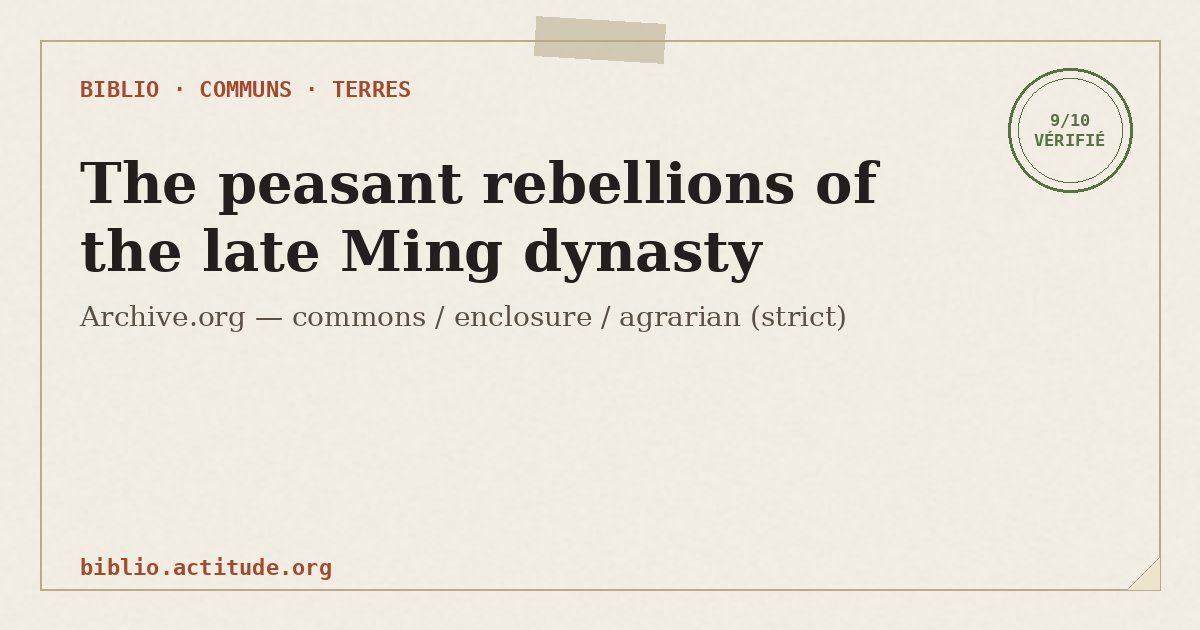 BIBLIO · COMMUNS · TERRES
9/10
VÉRIFIÉ
The peasant rebellions of
the late Ming dynasty
Archive.org — commons / enclosure / agrarian (strict)
biblio.actitude.org